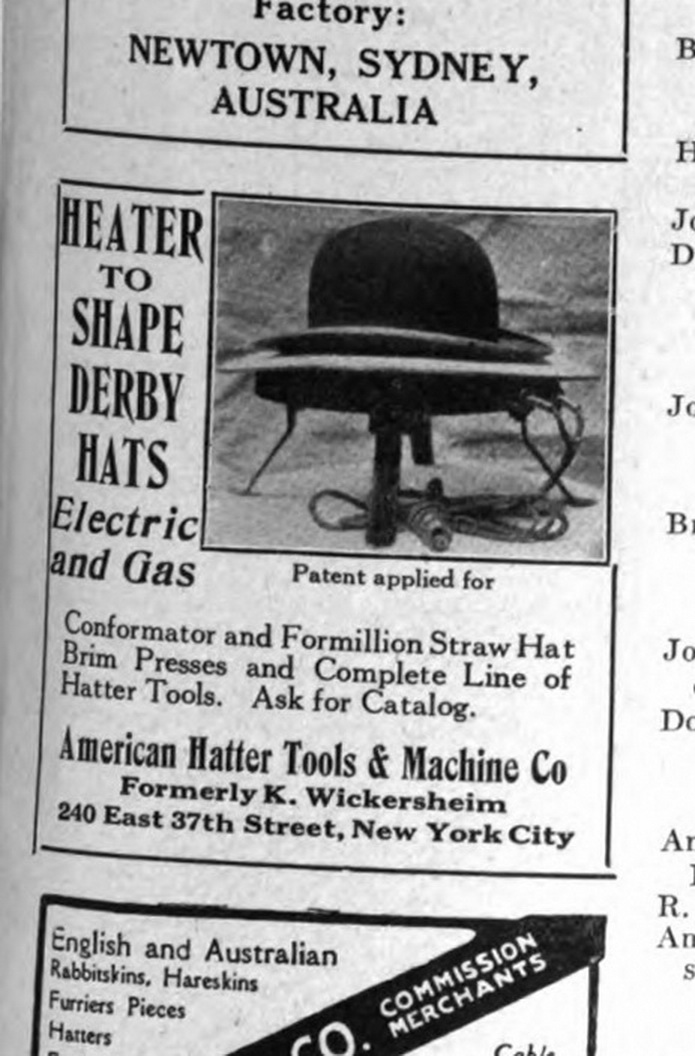 Factory:
NEWTOWN, SYDNEY,
AUSTRALIA
HEATER
TO
SHAPE
DERBY
HATS
Electric
and Gas
Patent applied for
Conformator and Formillion Straw Hat
Brim Presses and Complete Line of
Hatter Tools. Ask for Catalog.
American Hatter Tools & Machine Co
Formerly K. Wickersheim
240 East 37th Street, New York City
English and Australian
Rabbitskins, Hareskins
Furriers Pieces
Hatters
CO.
COMMISSION
MERCHANTS
R.